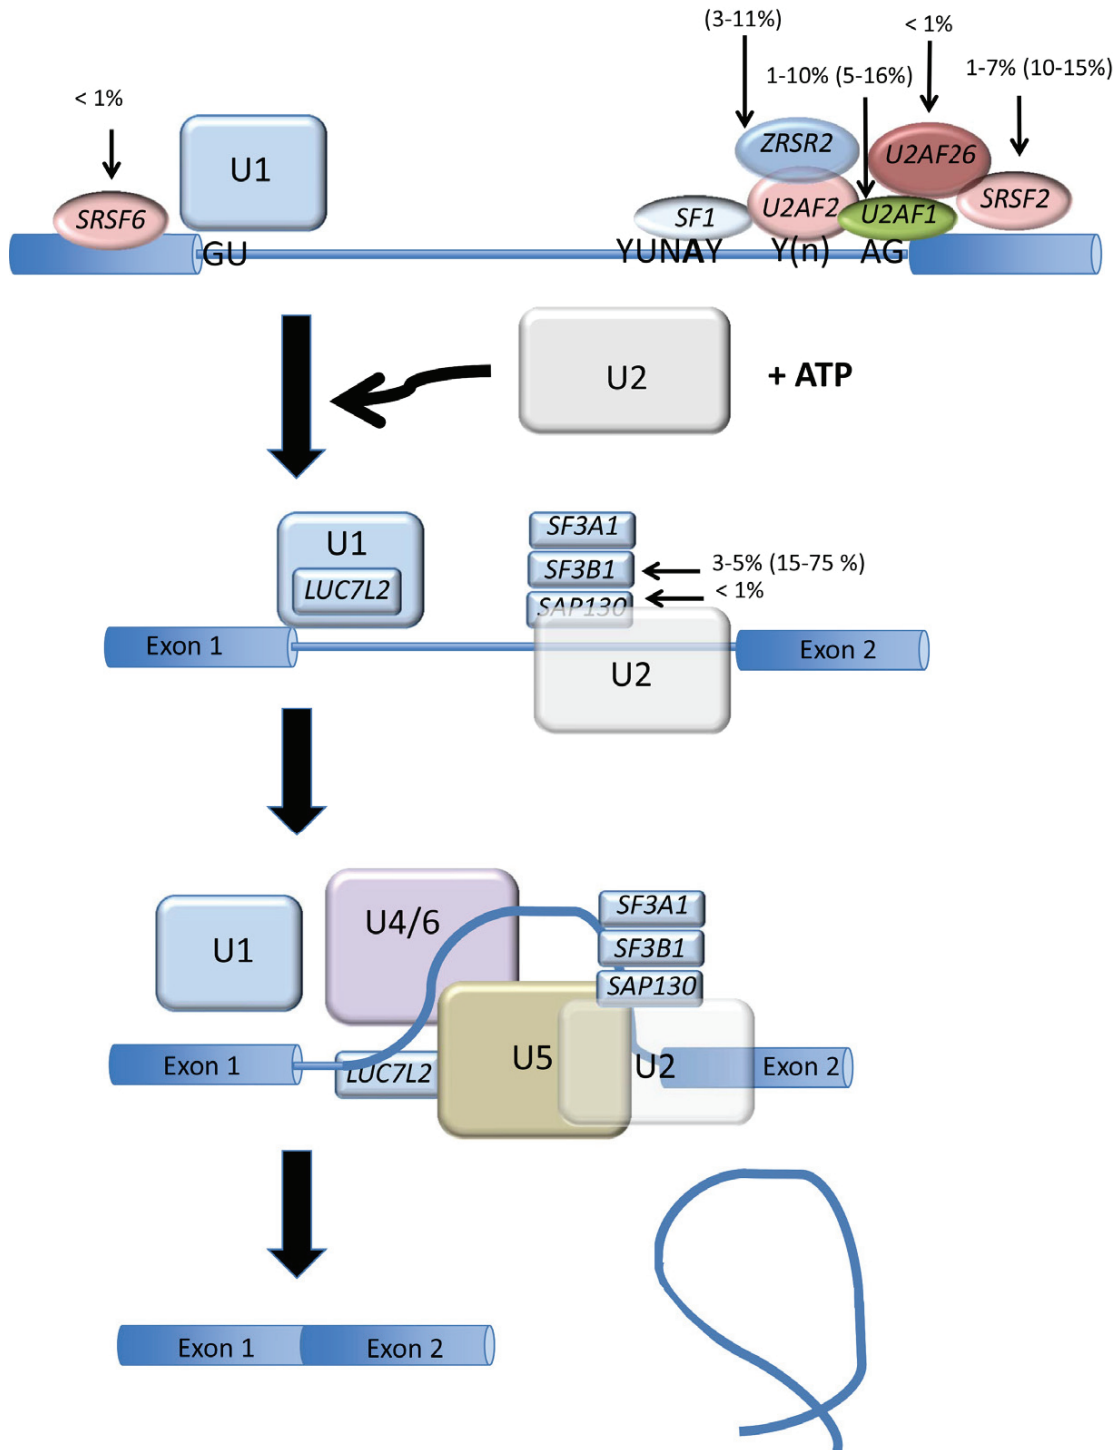 (3-11%)
< 1%
1-10% (5-16%)
1-7% (10-15%)
< 1%
U1
ZRSR2
U2AF26
SRSF6
SF1
U2AF2
U2AF1
SRSF2
GU
YUNAY
Y(n)
AG
U2
+ ATP
U1
LUC7L2
SF3A1
SF3B1
3-5% (15-75 %)
SAP130
< 1%
Exon 1
U2
Exon 2
U1
U4/6
SF3A1
SF3B1
SAP130
Exon 1
LUC7L2
U5
U2
Exon 2
Exon 1
Exon 2